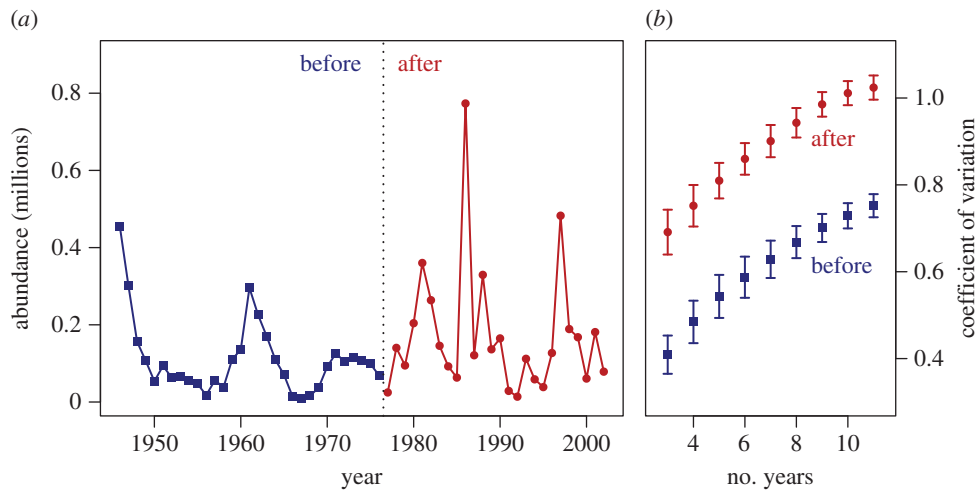 (a)
before after
0.8
0.6
0.4
0.2
0
abundance (millions)
1950 1960 1970 1980 1990 2000
year
(b)
after
before
1.0
0.8
0.6
0.4
coefficient of variation
4 6 8 10
no. years